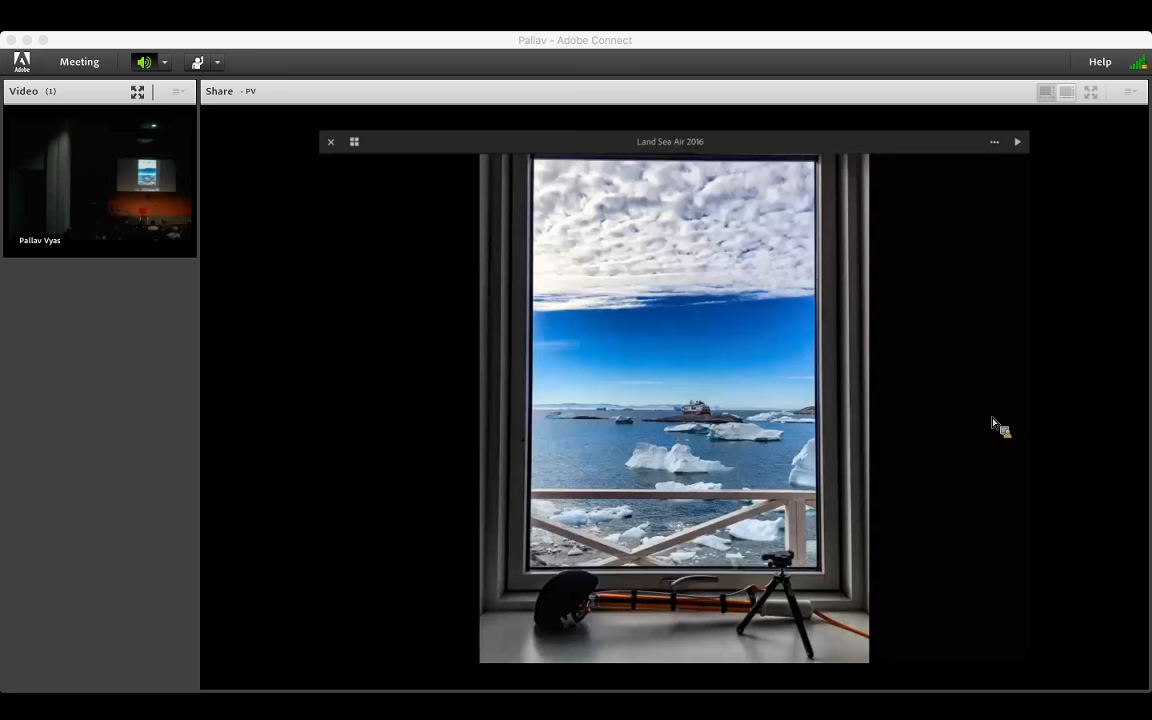 Pallav - Adobe Connect
Adobe
Meeting
Help
Video (1)
Share - PV
Land Sea Air 2016
Pallav Vyas